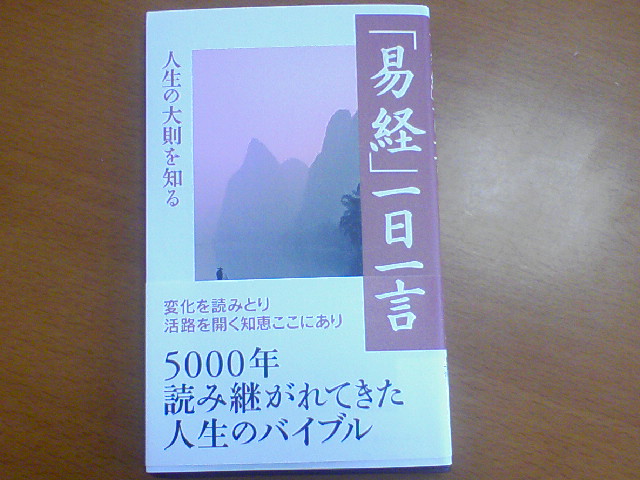 「易経」一日一言
人生の大則を知る
変化を読みとり
活路を開く知恵ここにあり
5000年
読み継がれてきた
人生のバイブル